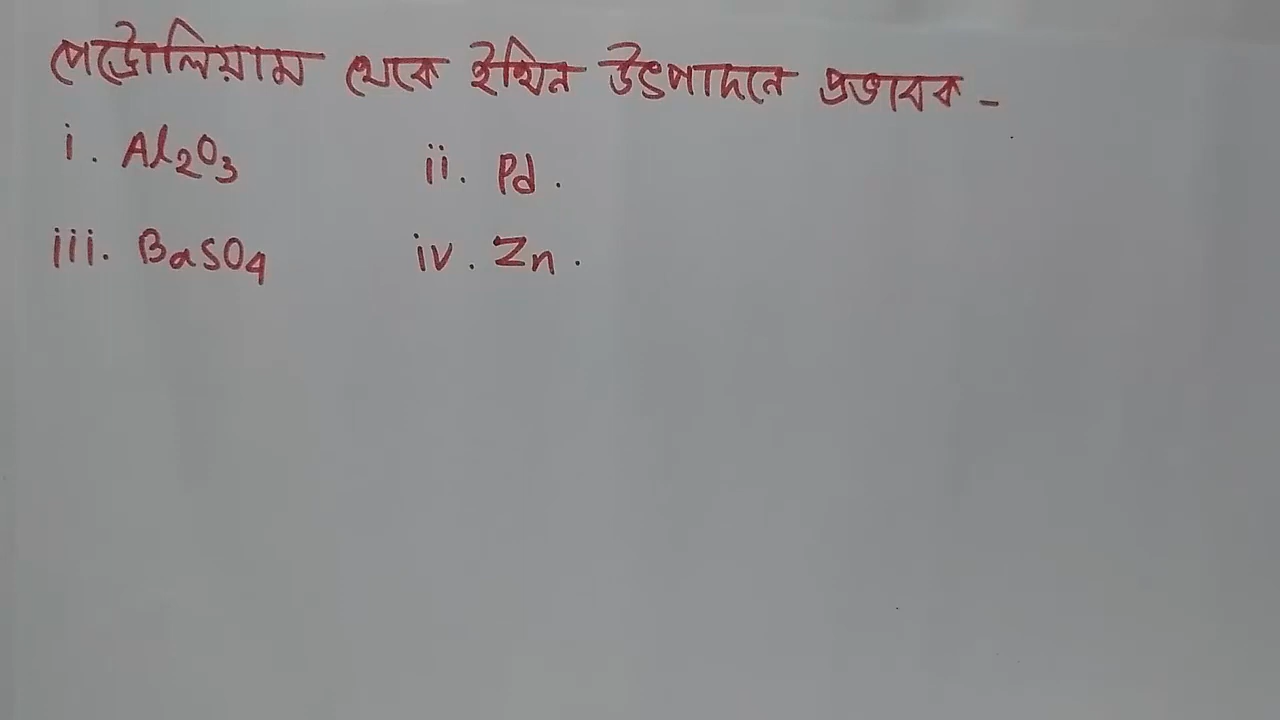 পেট্রোলিয়াম থেকে ইথিন উৎপাদনে প্রভাবক -
i. Al₂O₃ ii. Pd.
iii. BaSO₄ iv. Zn.